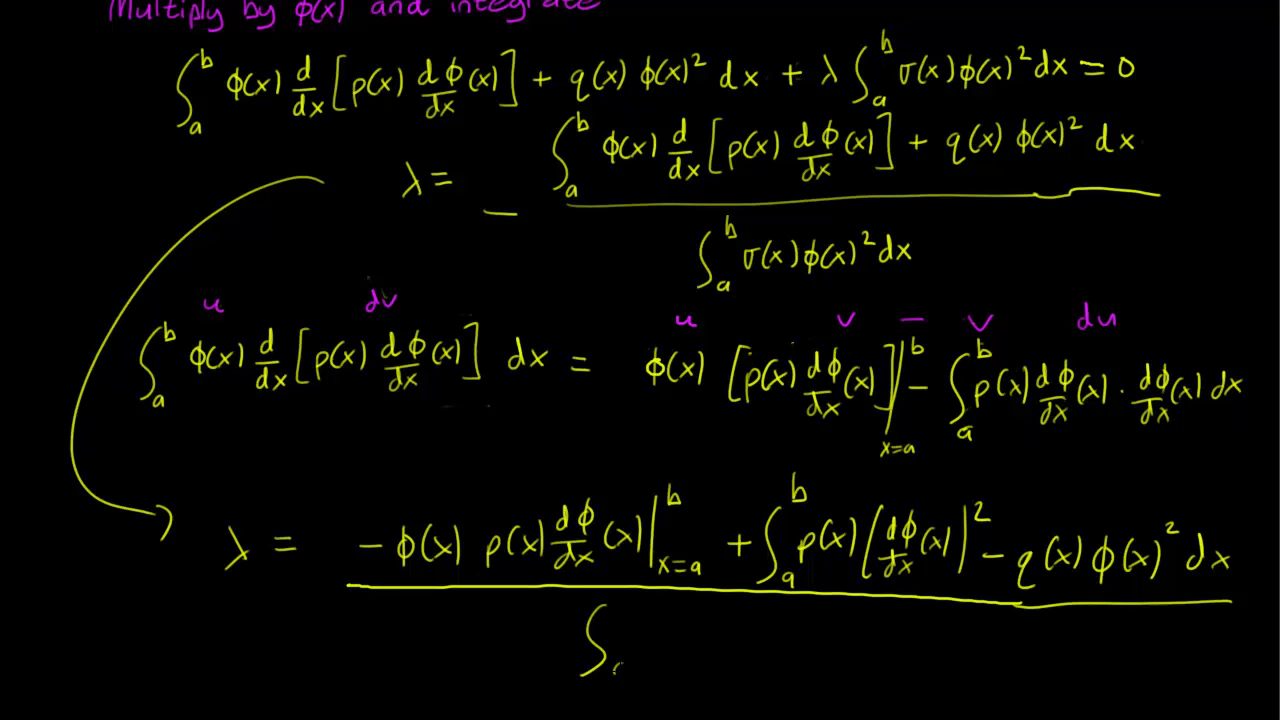 Multiply by ϕ(x) and integrate
∫_a^b ϕ(x) d/dx [p(x) dϕ/dx (x)] + q(x) ϕ(x)² dx + λ ∫_a^b σ(x) ϕ(x)² dx = 0
λ = − ∫_a^b ϕ(x) d/dx [p(x) dϕ/dx (x)] + q(x) ϕ(x)² dx
∫_a^b σ(x) ϕ(x)² dx
u dv u v − v du
∫_a^b ϕ(x) d/dx [p(x) dϕ/dx (x)] dx = ϕ(x) [p(x) dϕ/dx (x)] |_{x=a}^b − ∫_a^b p(x) dϕ/dx (x) · dϕ/dx (x) dx
λ = −ϕ(x) p(x) dϕ/dx (x) |_{x=a}^b + ∫_a^b p(x) (dϕ/dx (x))² − q(x) ϕ(x)² dx
∫